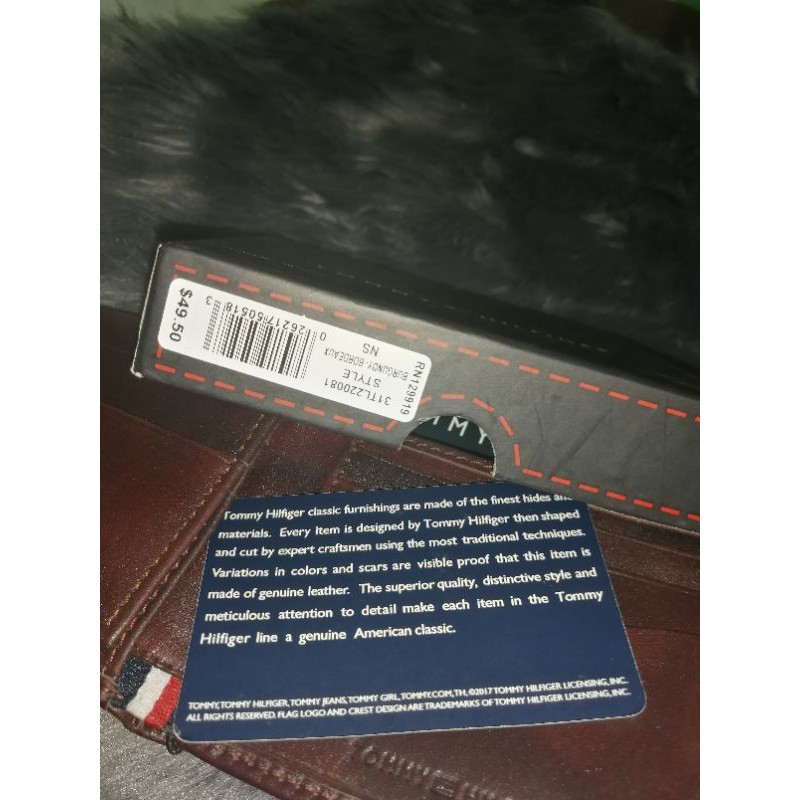 $49.50
0 26217 50518 3
31TL220081
STYLE
BURGUNDY, BORDEAUX
NS
RN129919
MMY
Tommy Hilfiger classic furnishings are made of the finest hides and
materials. Every Item is designed by Tommy Hilfiger then shaped
and cut by expert craftsmen using the most traditional techniques.
Variations in colors and scars are visible proof that this item is
made of genuine leather. The superior quality, distinctive style and
meticulous attention to detail make each item in the Tommy
Hilfiger line a genuine American classic.
TOMMY, TOMMY HILFIGER, TOMMY JEANS, TOMMY GIRL, TOMMY.COM, TH, ©2017 TOMMY HILFIGER LICENSING, INC.
ALL RIGHTS RESERVED. FLAG LOGO AND CREST DESIGN ARE TRADEMARKS OF TOMMY HILFIGER LICENSING, INC.
TOMMY